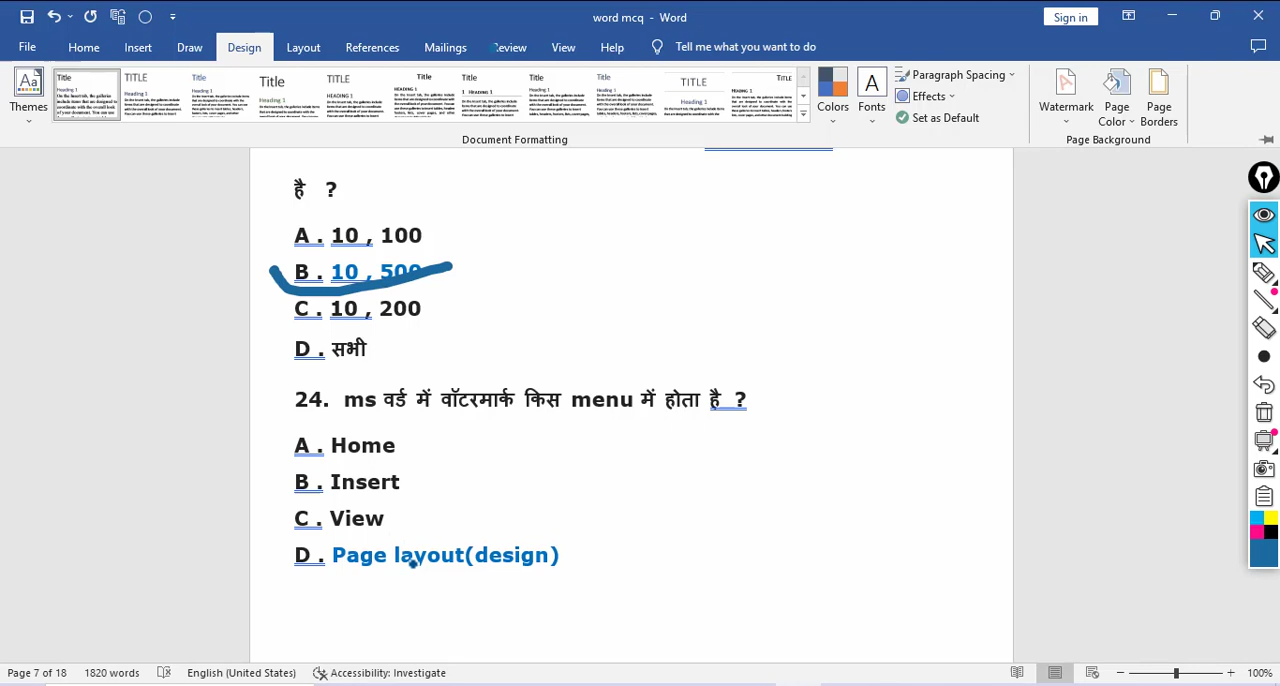 word mcq - Word
Sign in
File Home Insert Draw Design Layout References Mailings Review View Help Tell me what you want to do
Themes
Colors
Fonts
Paragraph Spacing
Effects
Set as Default
Watermark
Page Color
Page Borders
Document Formatting
Page Background
है ?
A . 10 , 100
B . 10 , 500
C . 10 , 200
D . सभी
24. ms वर्ड में वॉटरमार्क किस menu में होता है ?
A . Home
B . Insert
C . View
D . Page layout(design)
Page 7 of 18 1820 words English (United States) Accessibility: Investigate 100%